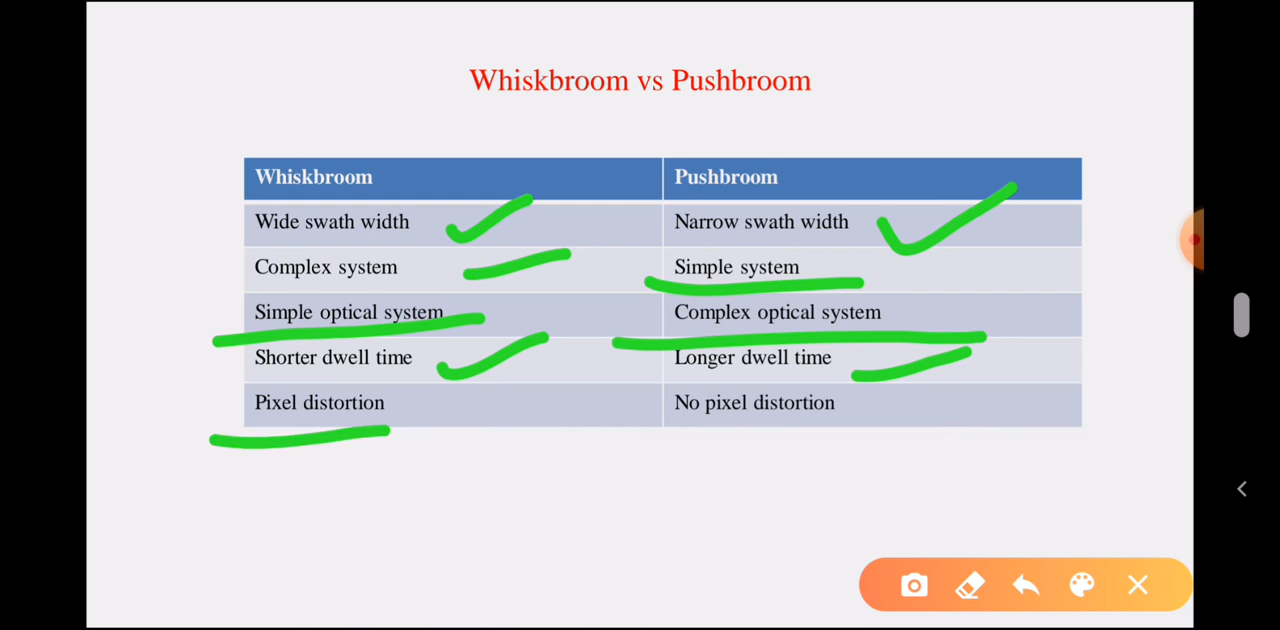 Whiskbroom vs Pushbroom
Whiskbroom Pushbroom
Wide swath width Narrow swath width
Complex system Simple system
Simple optical system Complex optical system
Shorter dwell time Longer dwell time
Pixel distortion No pixel distortion